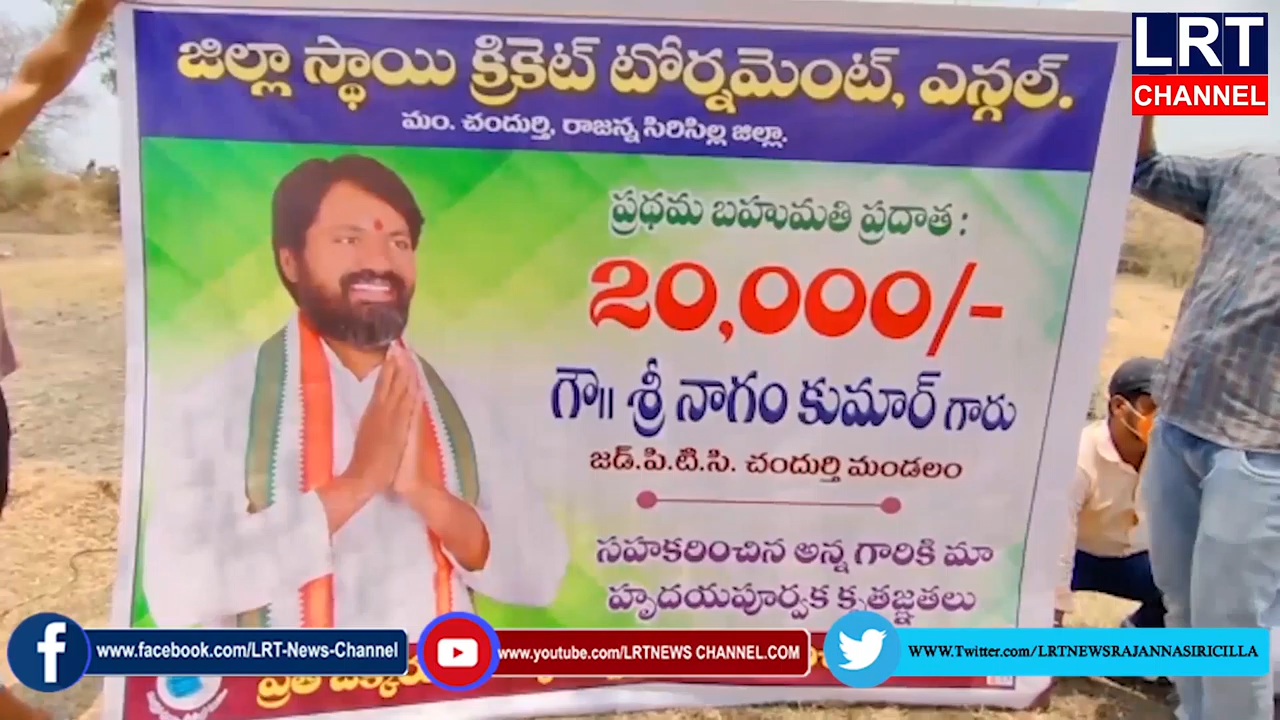 జిల్లా స్థాయి క్రికెట్ టోర్నమెంట్, ఎన్గల్.
మం. చందుర్తి, రాజన్న సిరిసిల్ల జిల్లా.
LRT
CHANNEL
ప్రథమ బహుమతి ప్రదాత :
20,000/-
గౌ|| శ్రీ నాగం కుమార్ గారు
జడ్.పి.టి.సి. చందుర్తి మండలం
సహకరించిన అన్న గారికి మా
హృదయపూర్వక కృతజ్ఞతలు
www.facebook.com/LRT-News-Channel
www.youtube.com/LRTNEWS CHANNEL.COM
WWW.Twitter.com/LRTNEWSRAJANNASIRICILLA